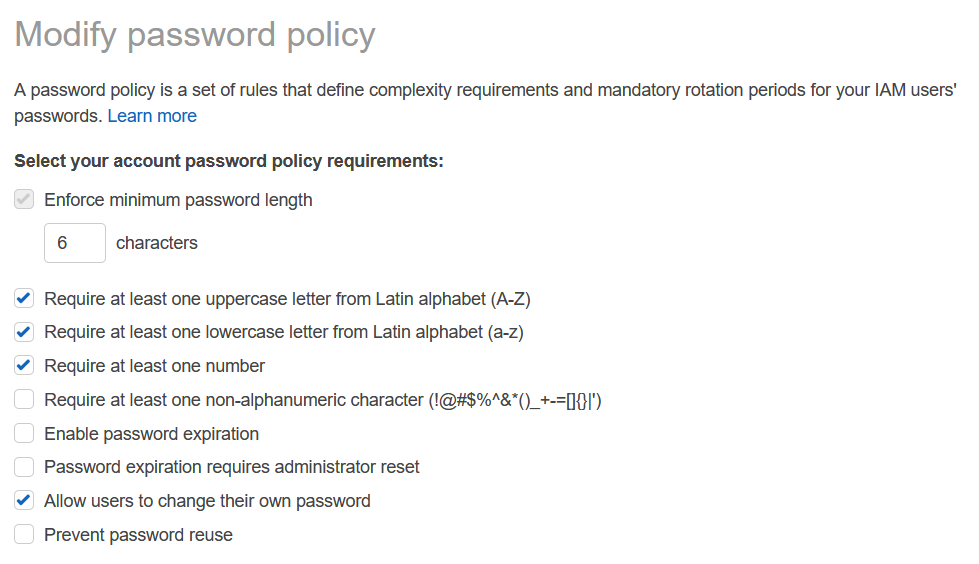 Modify password policy
A password policy is a set of rules that define complexity requirements and mandatory rotation periods for your IAM users'
passwords. Learn more
Select your account password policy requirements:
Enforce minimum password length
6 characters
Require at least one uppercase letter from Latin alphabet (A-Z)
Require at least one lowercase letter from Latin alphabet (a-z)
Require at least one number
Require at least one non-alphanumeric character (!@#$%^&*()_+-=[]{}|')
Enable password expiration
Password expiration requires administrator reset
Allow users to change their own password
Prevent password reuse